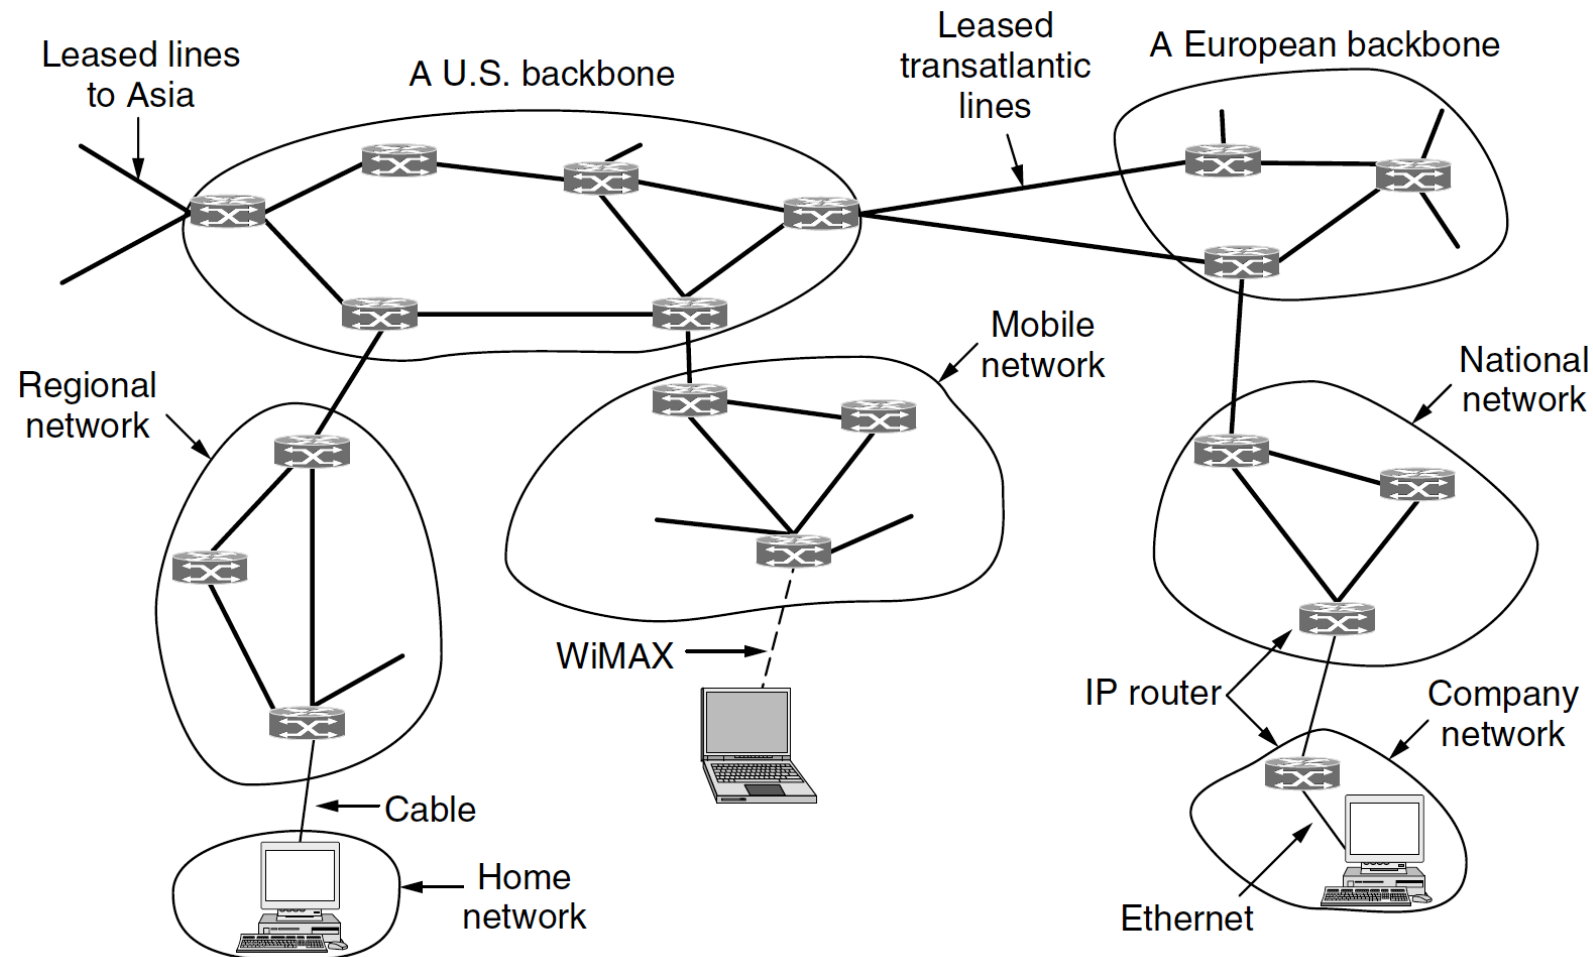 Leased lines
to Asia
A U.S. backbone
Leased
transatlantic
lines
A European backbone
Regional
network
Mobile
network
National
network
WiMAX
IP router
Company
network
Cable
Home
network
Ethernet